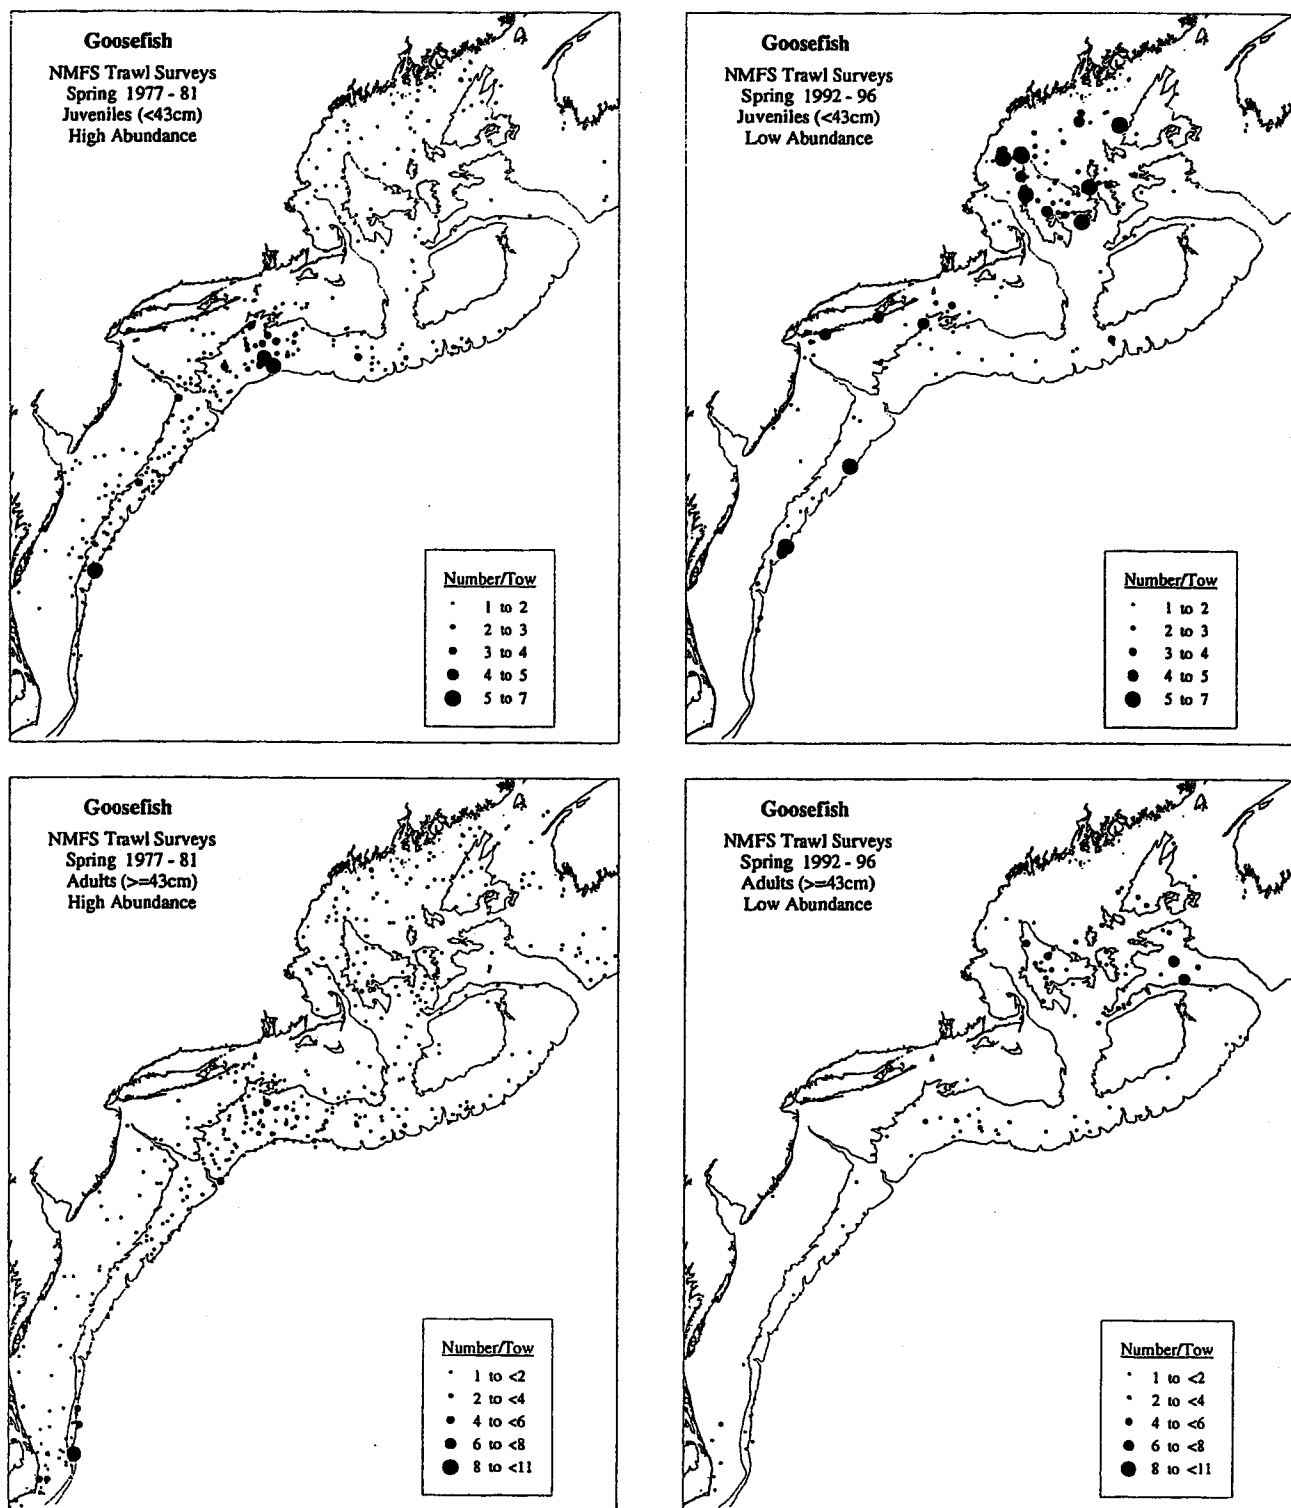 Goosefish
NMFS Trawl Surveys
Spring 1977 - 81
Juveniles (<43cm)
High Abundance
Number/Tow
1 to 2
2 to 3
3 to 4
4 to 5
5 to 7
Goosefish
NMFS Trawl Surveys
Spring 1992 - 96
Juveniles (<43cm)
Low Abundance
Number/Tow
1 to 2
2 to 3
3 to 4
4 to 5
5 to 7
Goosefish
NMFS Trawl Surveys
Spring 1977 - 81
Adults (>=43cm)
High Abundance
Number/Tow
1 to <2
2 to <4
4 to <6
6 to <8
8 to <11
Goosefish
NMFS Trawl Surveys
Spring 1992 - 96
Adults (>=43cm)
Low Abundance
Number/Tow
1 to <2
2 to <4
4 to <6
6 to <8
8 to <11